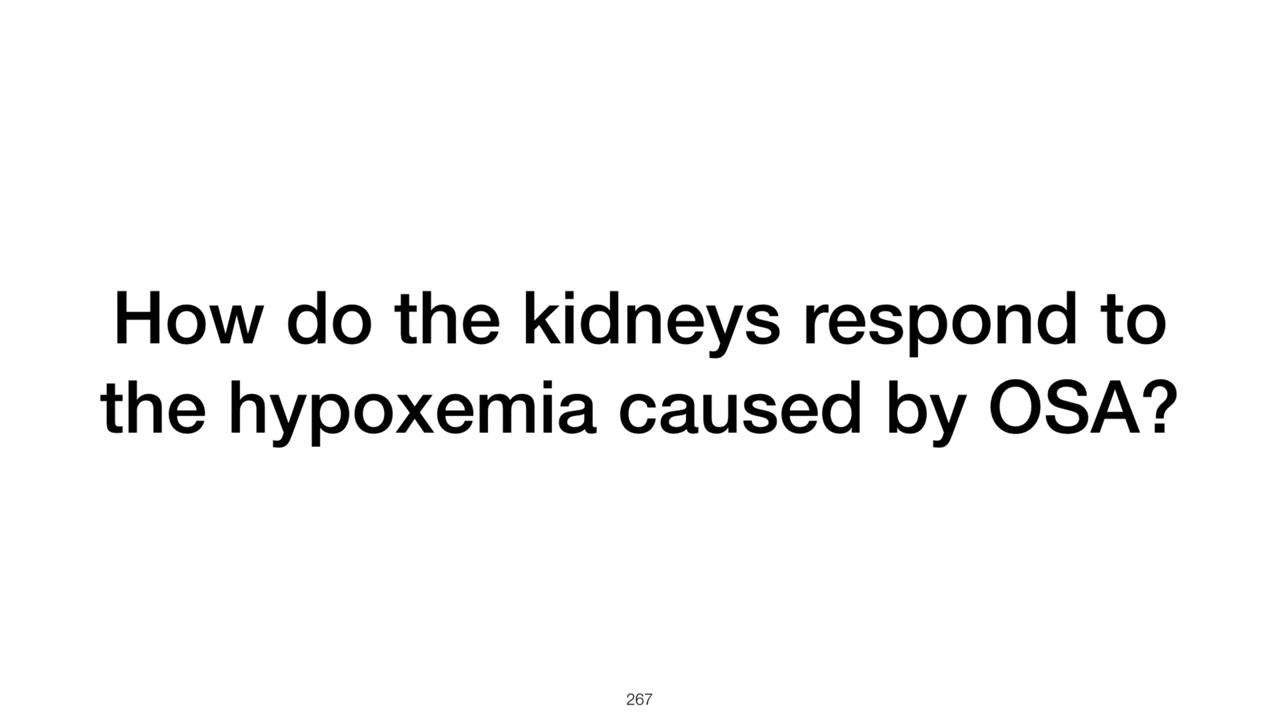 How do the kidneys respond to
the hypoxemia caused by OSA?
267